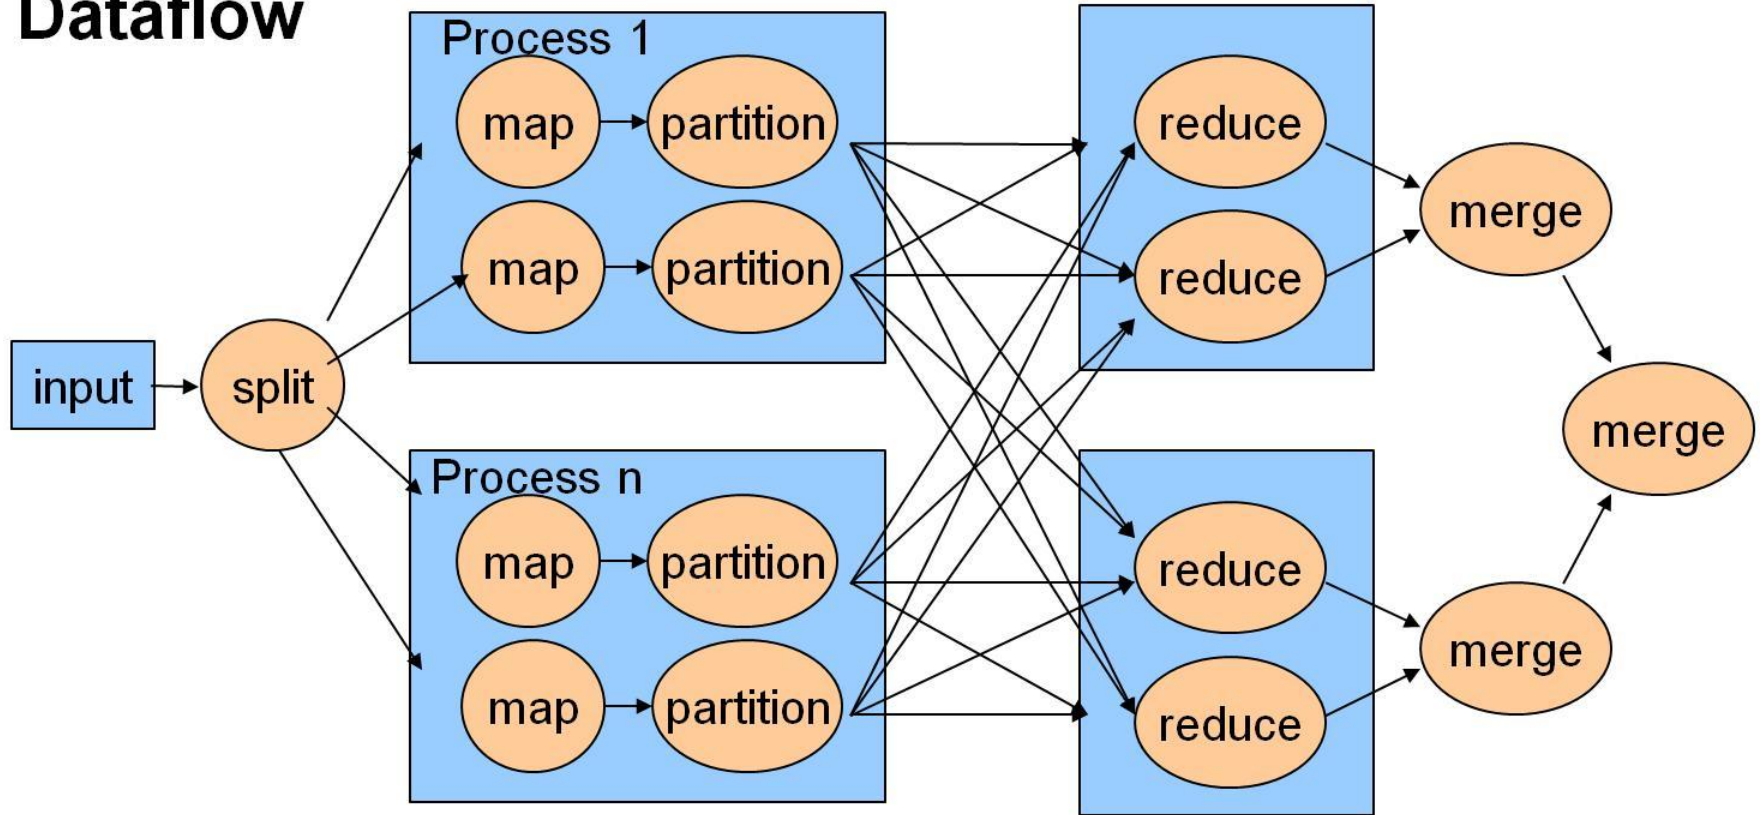 Dataflow
Process 1
map
partition
map
partition
input
split
Process n
map
partition
map
partition
reduce
reduce
reduce
reduce
merge
merge
merge